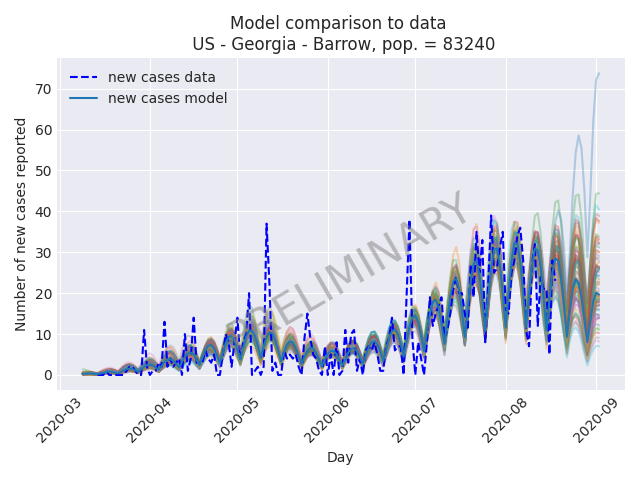 Model comparison to data
US - Georgia - Barrow, pop. = 83240
new cases data
new cases model
PRELIMINARY
Number of new cases reported
70
60
50
40
30
20
10
0
2020-03
2020-04
2020-05
2020-06
2020-07
2020-08
2020-09
Day